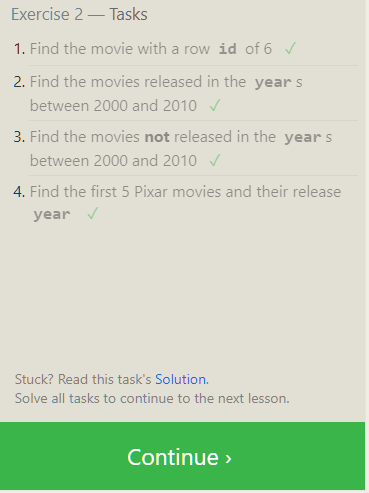 Exercise 2 — Tasks
1. Find the movie with a row id of 6 ✓
2. Find the movies released in the year s
between 2000 and 2010 ✓
3. Find the movies not released in the year s
between 2000 and 2010 ✓
4. Find the first 5 Pixar movies and their release
year ✓
Stuck? Read this task's Solution.
Solve all tasks to continue to the next lesson.
Continue ›